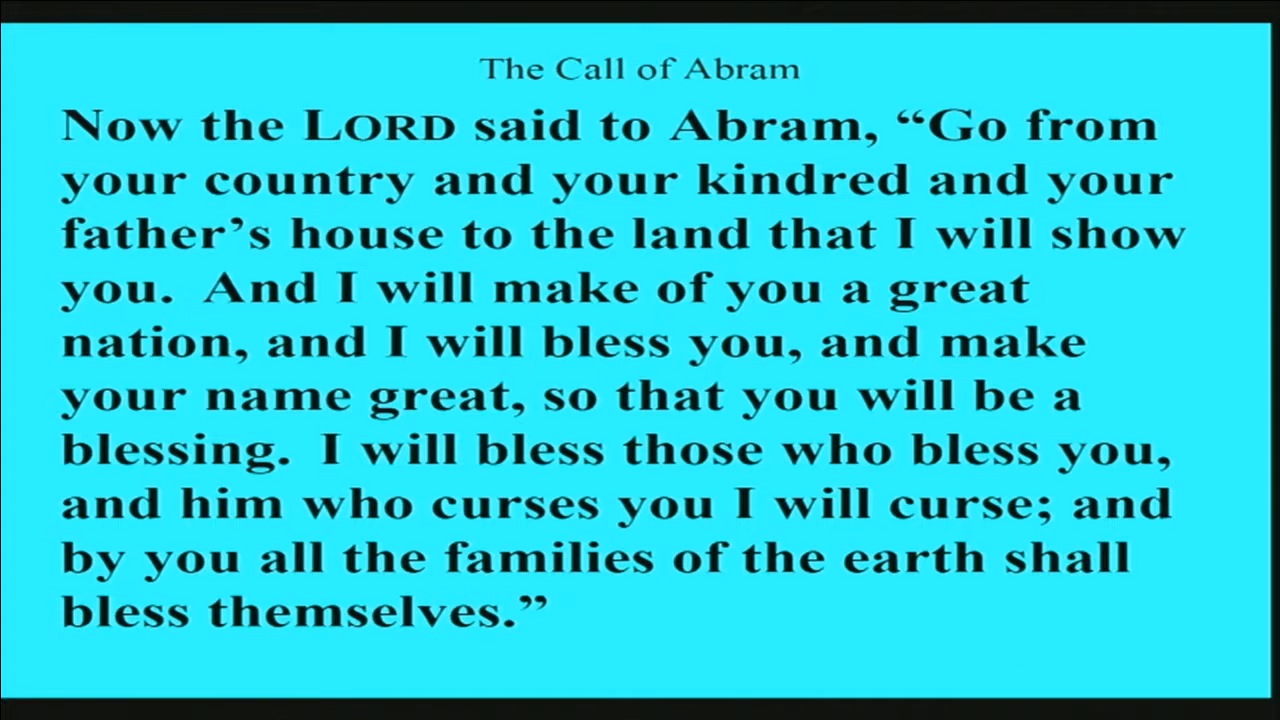 The Call of Abram
Now the LORD said to Abram, “Go from
your country and your kindred and your
father’s house to the land that I will show
you.  And I will make of you a great
nation, and I will bless you, and make
your name great, so that you will be a
blessing.  I will bless those who bless you,
and him who curses you I will curse; and
by you all the families of the earth shall
bless themselves.”